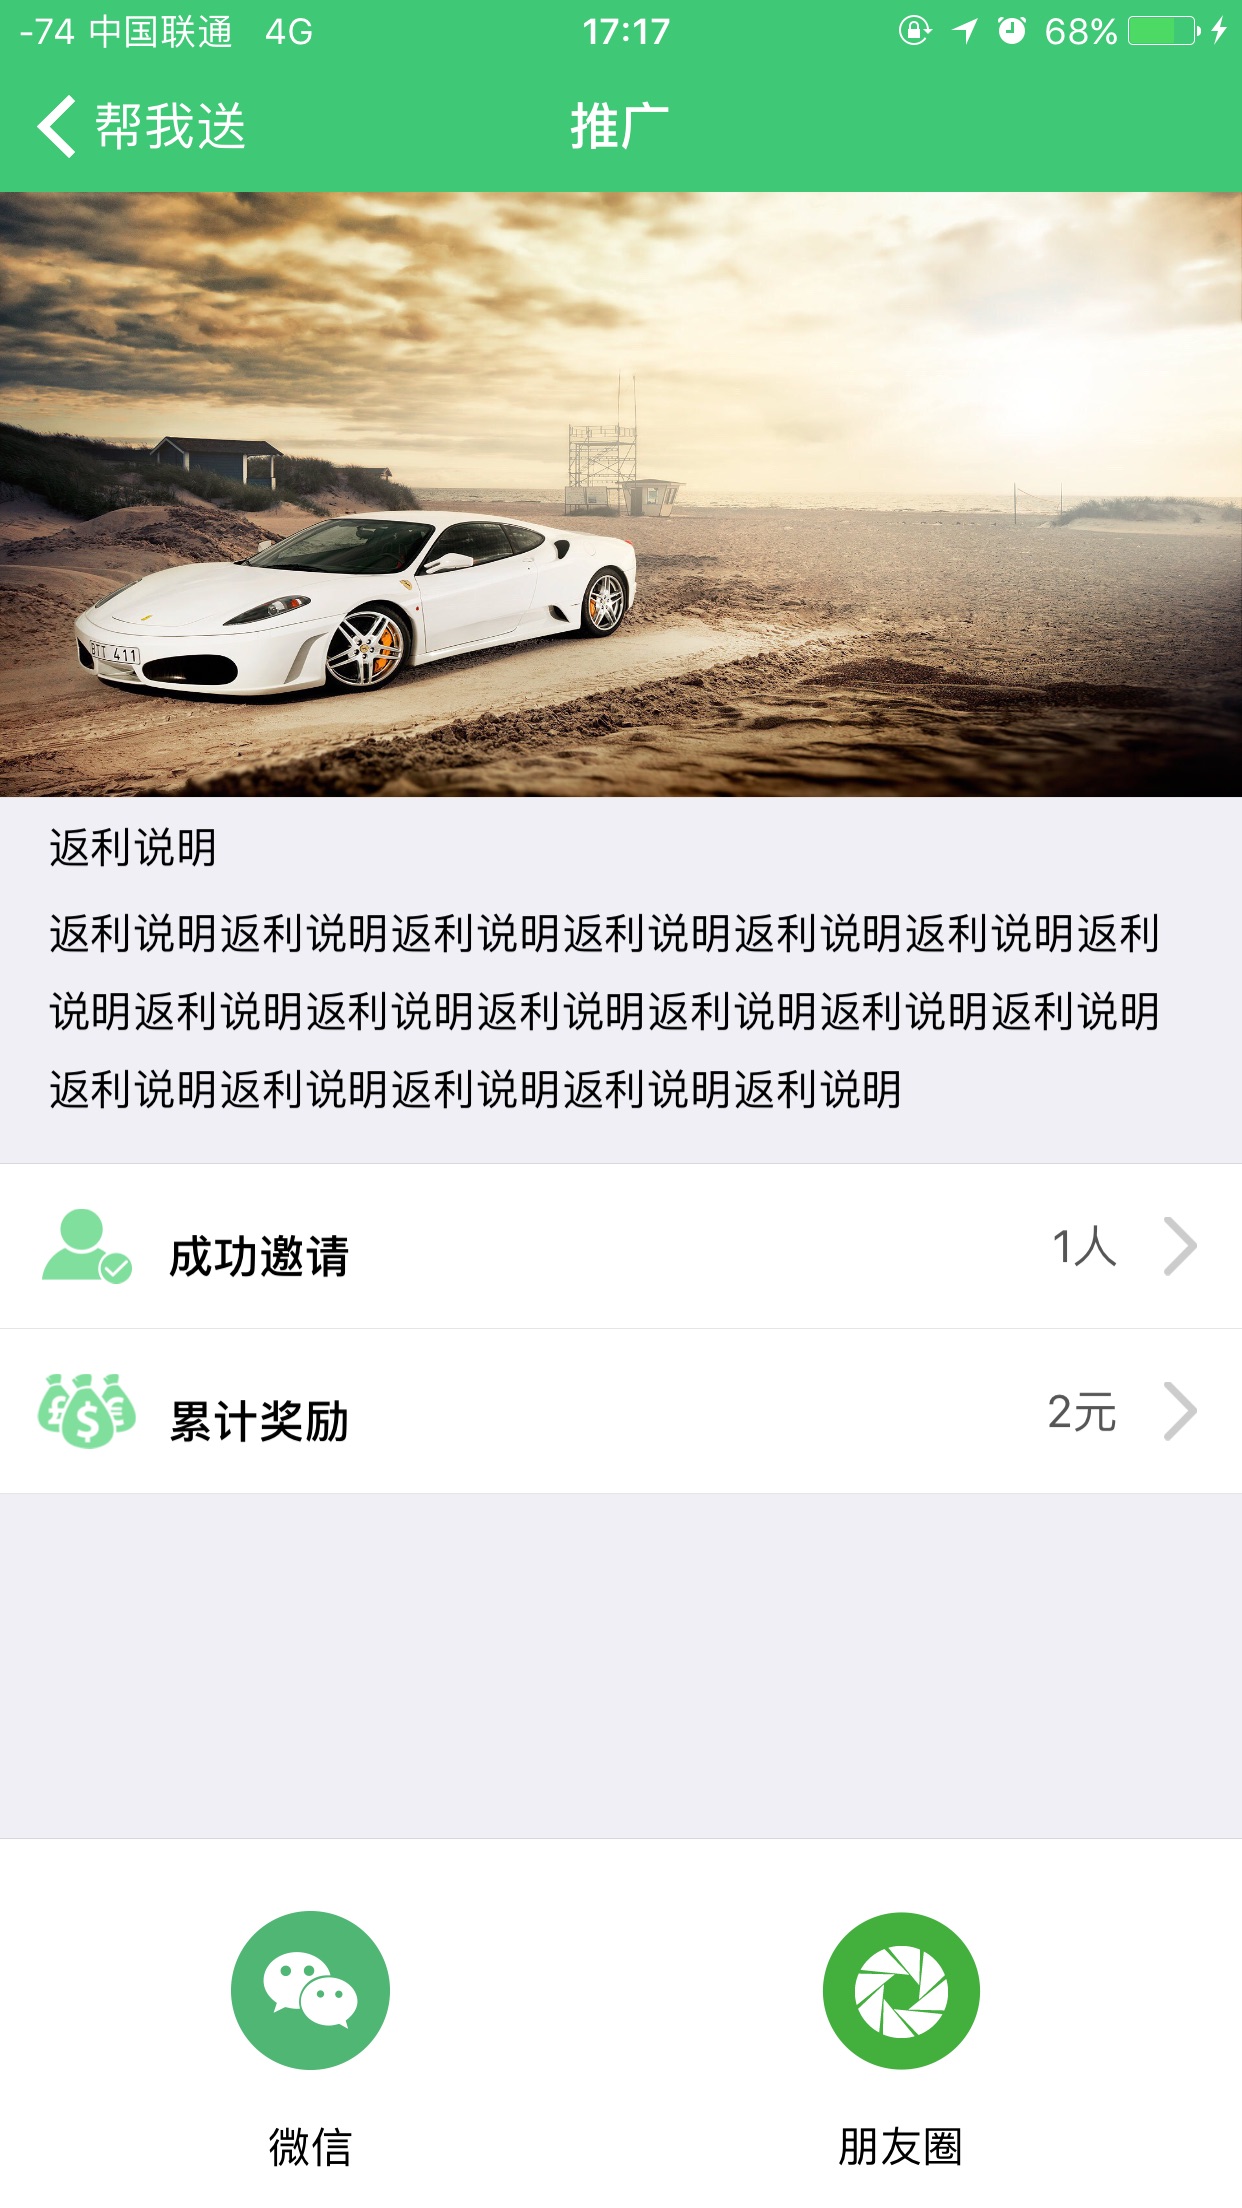 -74 中国联通 4G 17:17 68%
帮我送 推广
BTT 411
返利说明
返利说明返利说明返利说明返利说明返利说明返利说明返利
说明返利说明返利说明返利说明返利说明返利说明返利说明
返利说明返利说明返利说明返利说明返利说明
成功邀请 1人
累计奖励 2元
微信 朋友圈